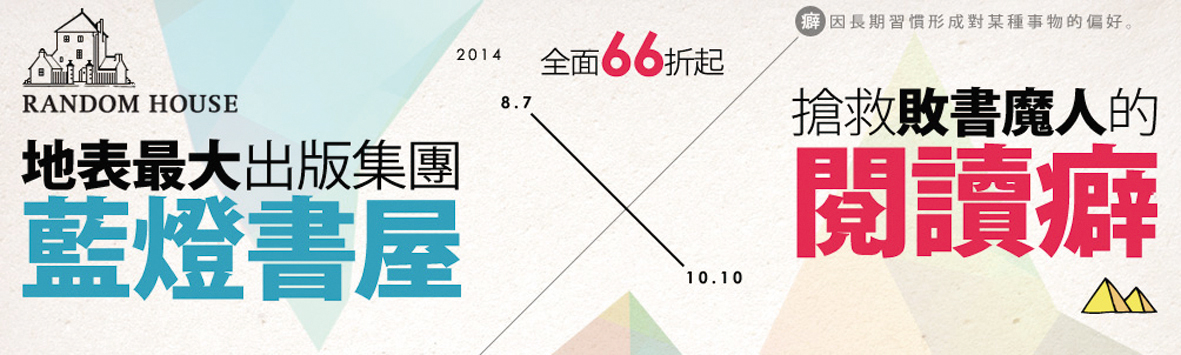 RANDOM HOUSE
地表最大出版集團
藍燈書屋
2014
全面66折起
8.7
10.10
癖因長期習慣形成對某種事物的偏好。
搶救敗書魔人的
閱讀癖